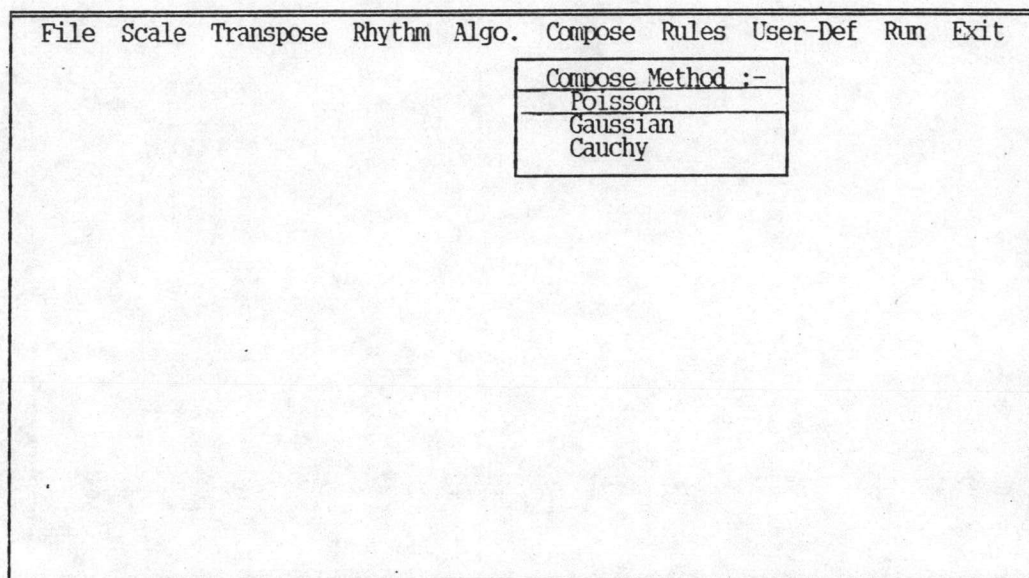 File Scale Transpose Rhythm Algo. Compose Rules User-Def Run Exit
Compose Method :-
Poisson
Gaussian
Cauchy